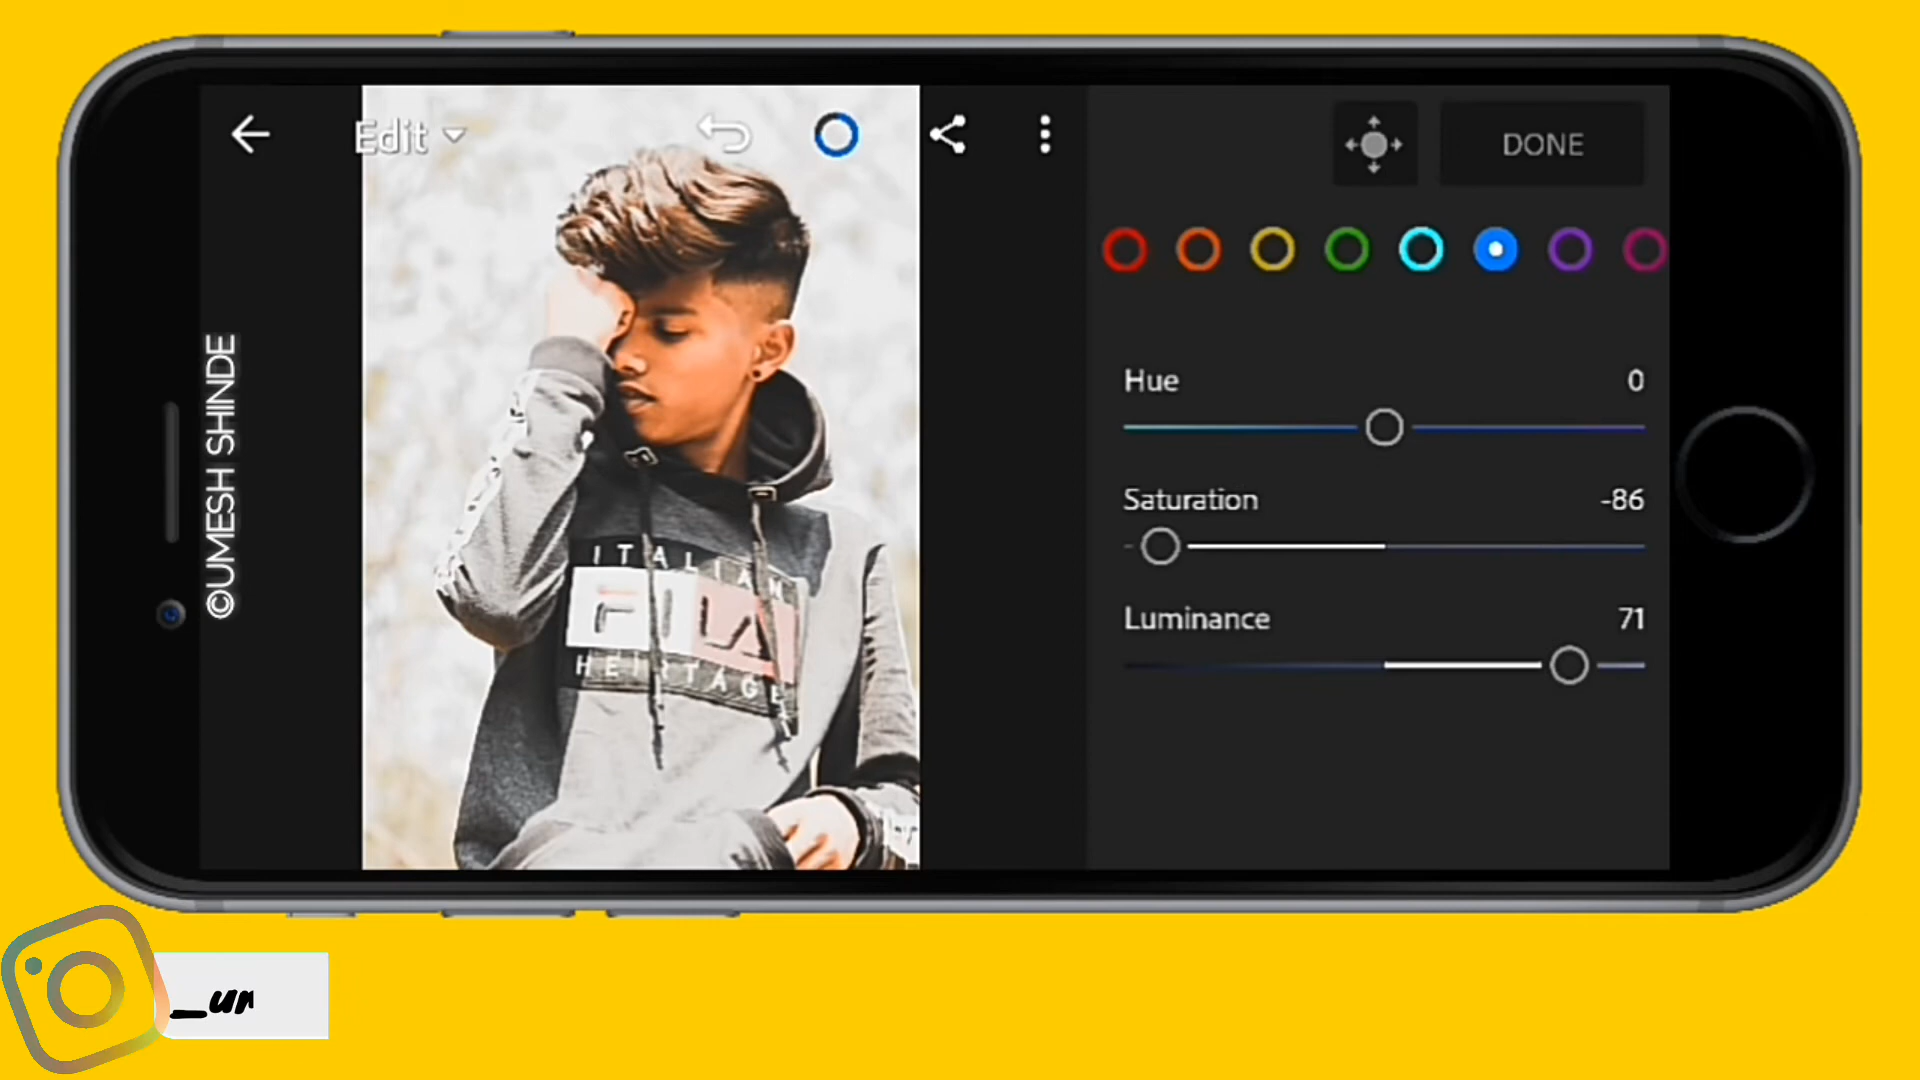 Edit
DONE
©UMESH SHINDE
Hue 0
Saturation -86
Luminance 71
ITALIAN
FILA
HERITAGE
_ur